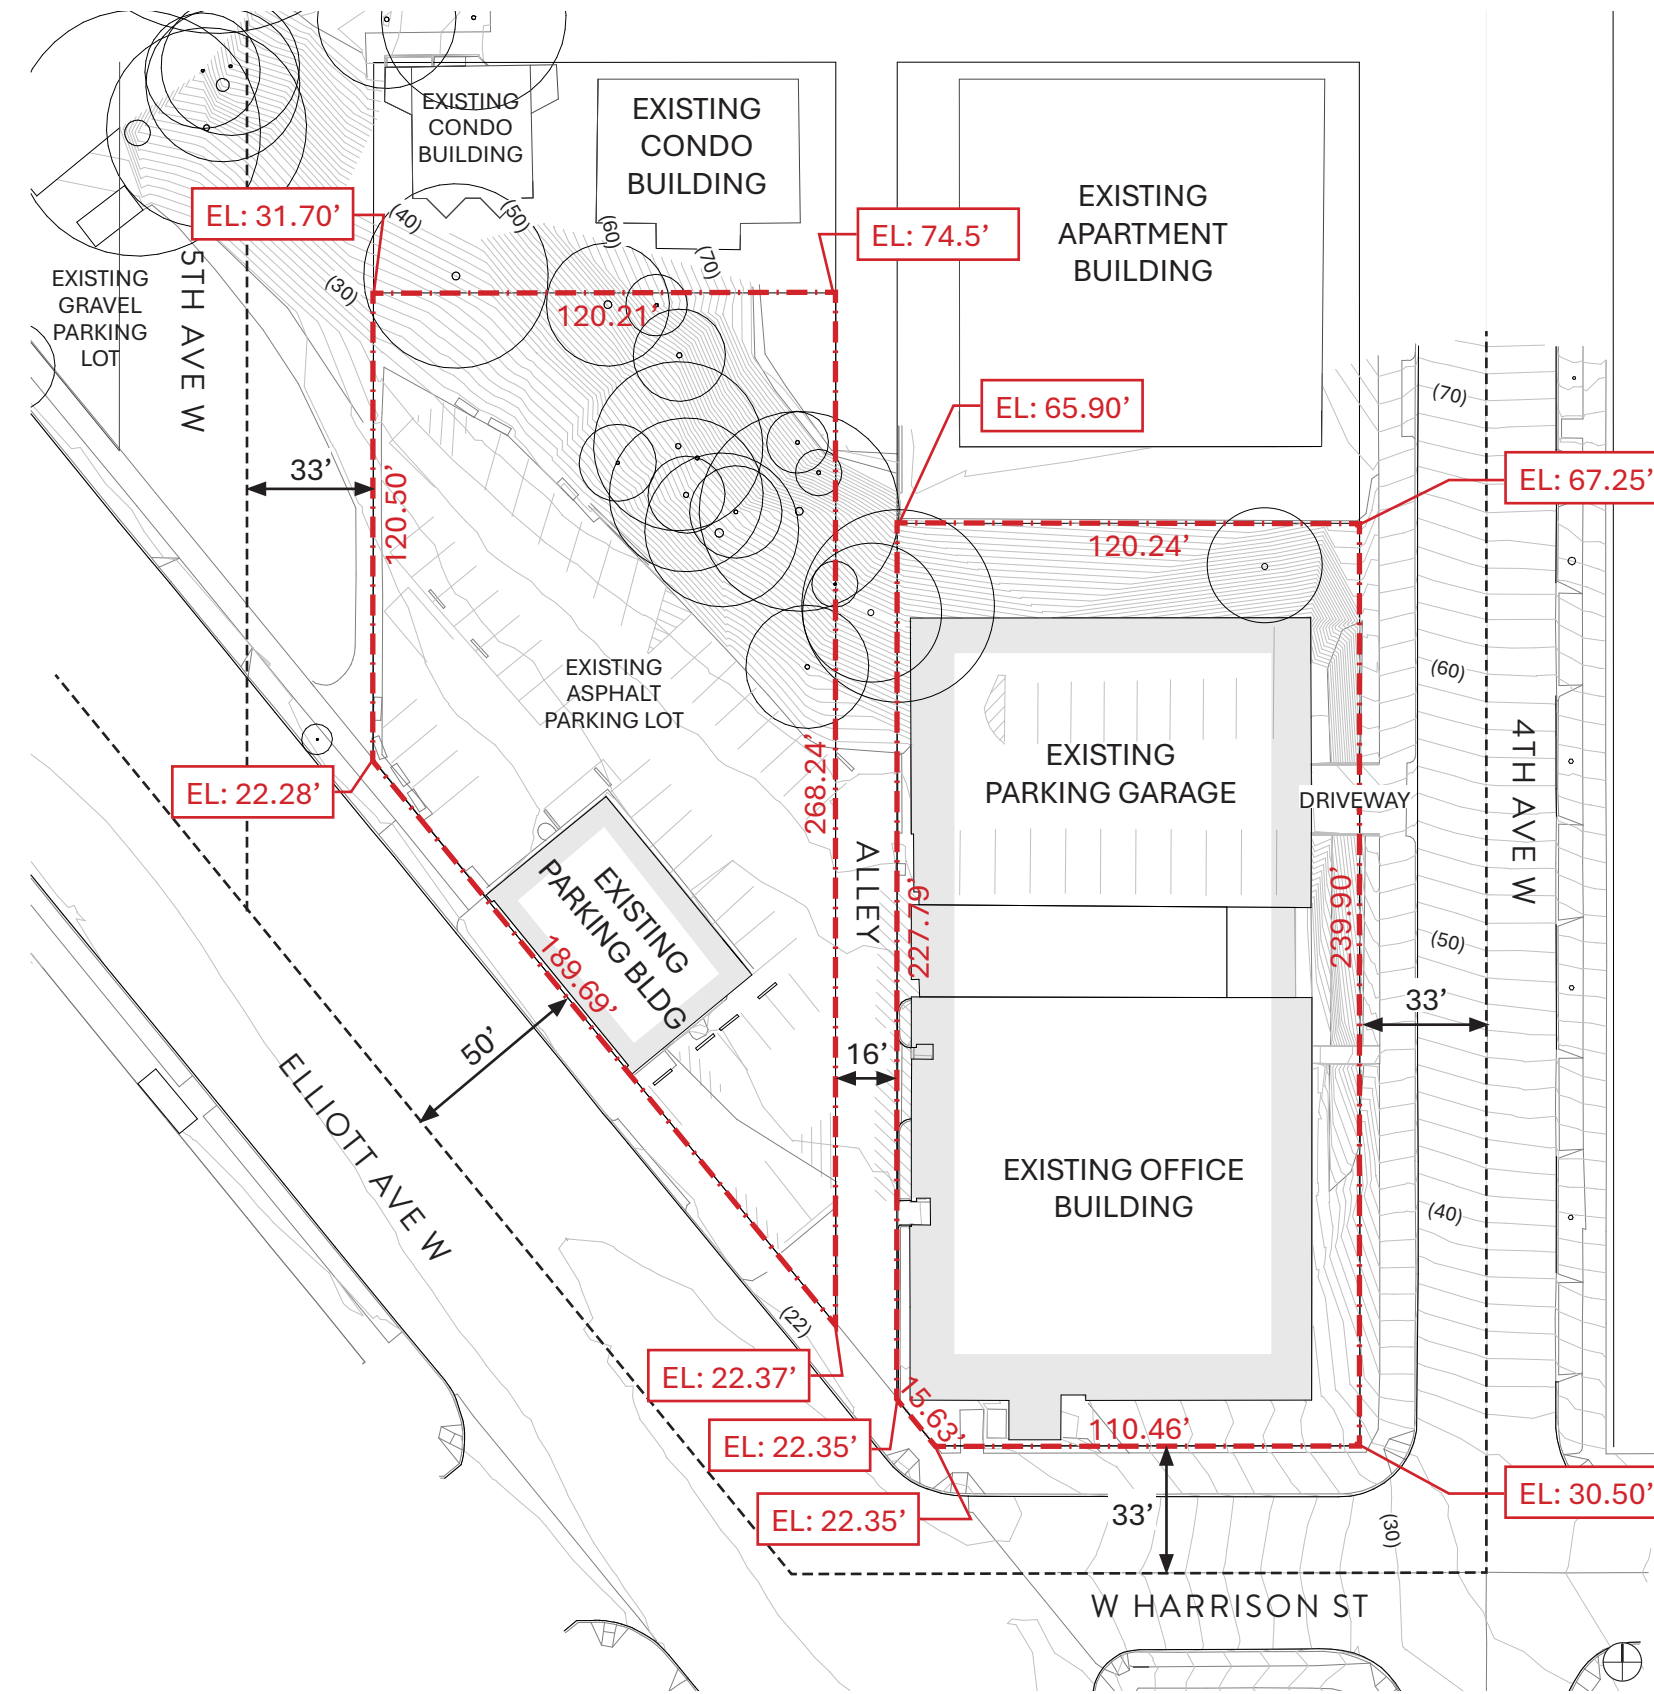 EXISTING
CONDO
BUILDING
EXISTING
CONDO
BUILDING
EXISTING
APARTMENT
BUILDING
EL: 31.70’
(40)
(50)
(60)
(70)
EL: 74.5’
EXISTING
GRAVEL
PARKING
LOT
5TH AVE W
(30)
120.21’
EL: 65.90’
(70)
33’
120.50’
EL: 67.25’
120.24’
EXISTING
ASPHALT
PARKING LOT
(60)
EL: 22.28’
268.24’
EXISTING
PARKING GARAGE
DRIVEWAY
4TH AVE W
ALLEY
227.79’
239.90’
EXISTING
PARKING BLDG
189.69’
(50)
50’
16’
33’
ELLIOTT AVE W
EXISTING OFFICE
BUILDING
(40)
(22)
EL: 22.37’
15.63’
110.46’
EL: 22.35’
EL: 22.35’
33’
EL: 30.50’
(30)
W HARRISON ST